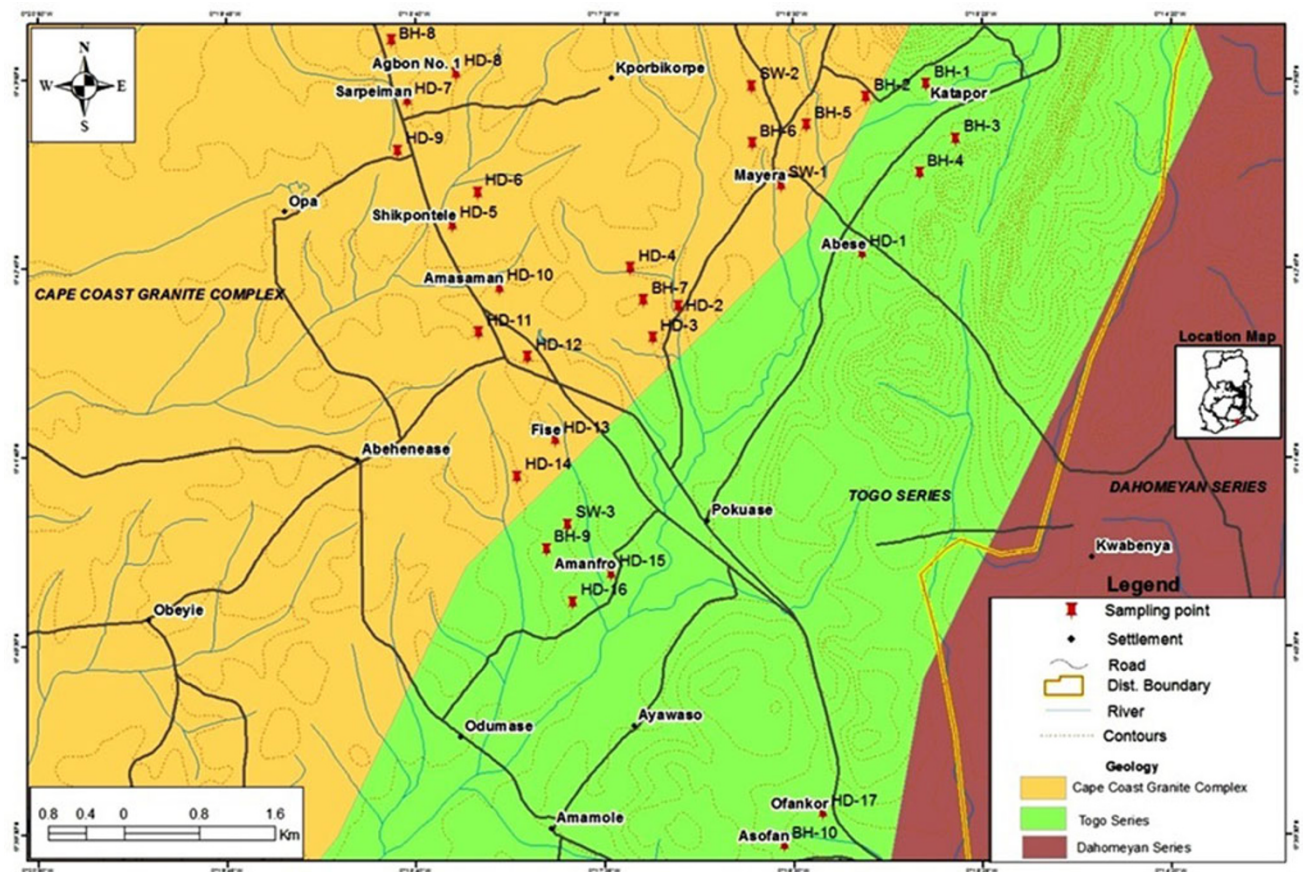 N
W E
S
BH-8
Agbon No. 1 HD-8
Sarpeiman HD-7
Kporbikorpe
SW-2
BH-2
BH-1
Katapor
HD-9
BH-6
BH-5
BH-3
BH-4
Opa
HD-6
Mayera SW-1
Shikpontele HD-5
Abese HD-1
HD-4
Amasaman HD-10
BH-7
HD-2
CAPE COAST GRANITE COMPLEX
HD-11
HD-3
HD-12
Location Map
Fise HD-13
Abehenease
HD-14
TOGO SERIES
DAHOMEYAN SERIES
SW-3
Pokuase
BH-9
Amanfro HD-15
Kwabenya
HD-16
Obeyie
Odumase
Ayawaso
Ofankor HD-17
Amamole
Asofan BH-10
0.8 0.4 0 0.8 1.6
Km
Legend
Sampling point
Settlement
Road
Dist. Boundary
River
Contours
Geology
Cape Coast Granite Complex
Togo Series
Dahomeyan Series